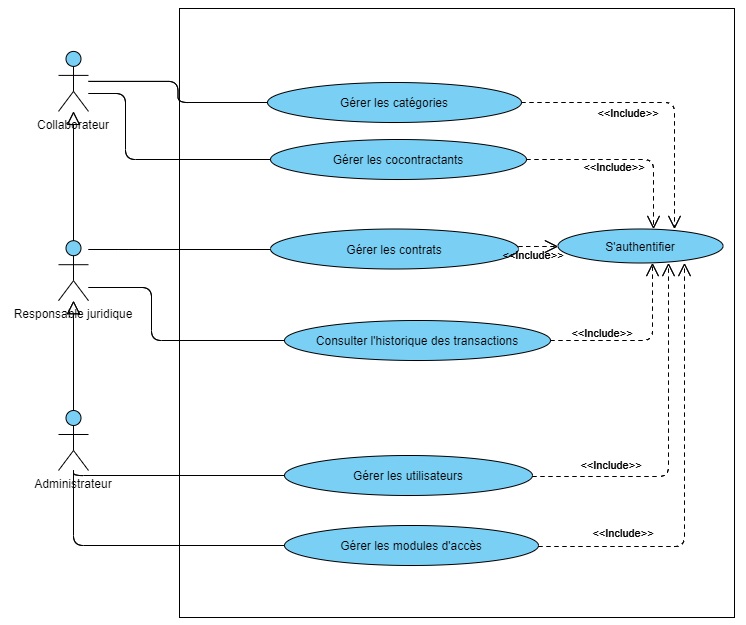 Collaborateur
Gérer les catégories
<<Include>>
Gérer les cocontractants
<<Include>>
Gérer les contrats
<<Include>>
S'authentifier
Responsable juridique
Consulter l'historique des transactions
<<Include>>
Administrateur
Gérer les utilisateurs
<<Include>>
Gérer les modules d'accès
<<Include>>